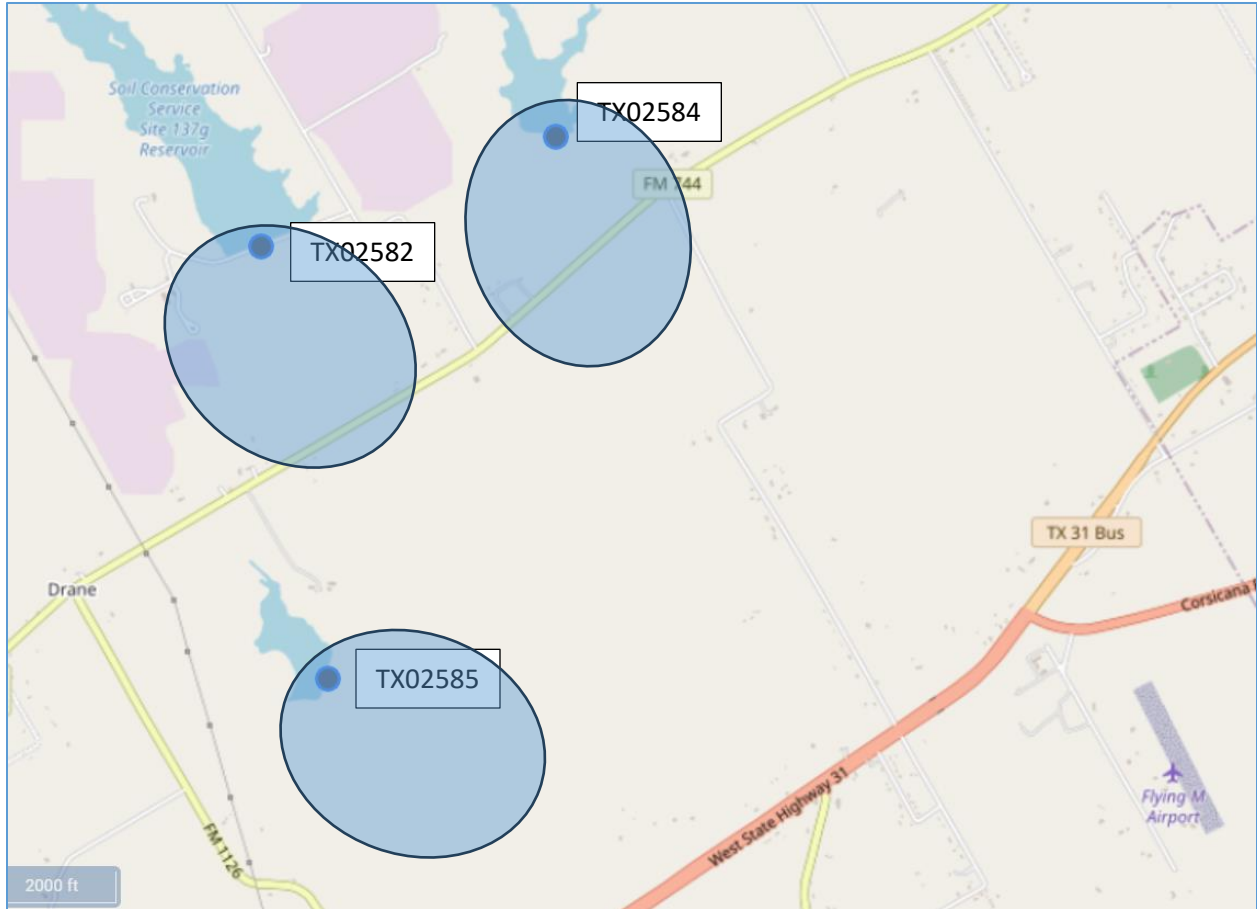 Soil Conservation
Service
Site 137g
Reservoir
TX02584
FM 744
TX02582
TX 31 Bus
Drane
Corsicana
TX02585
West State Highway 31
Flying M
Airport
FM 1126
2000 ft